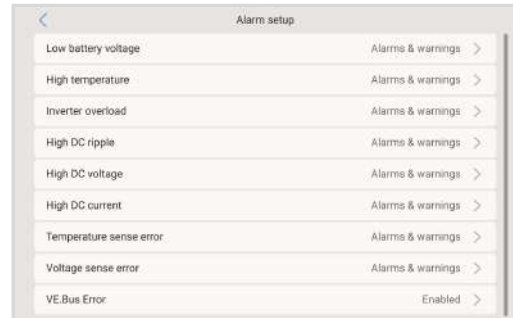 Alarm setup
Low battery voltage Alarms & warnings
High temperature Alarms & warnings
Inverter overload Alarms & warnings
High DC ripple Alarms & warnings
High DC voltage Alarms & warnings
High DC current Alarms & warnings
Temperature sense error Alarms & warnings
Voltage sense error Alarms & warnings
VE.Bus Error Enabled